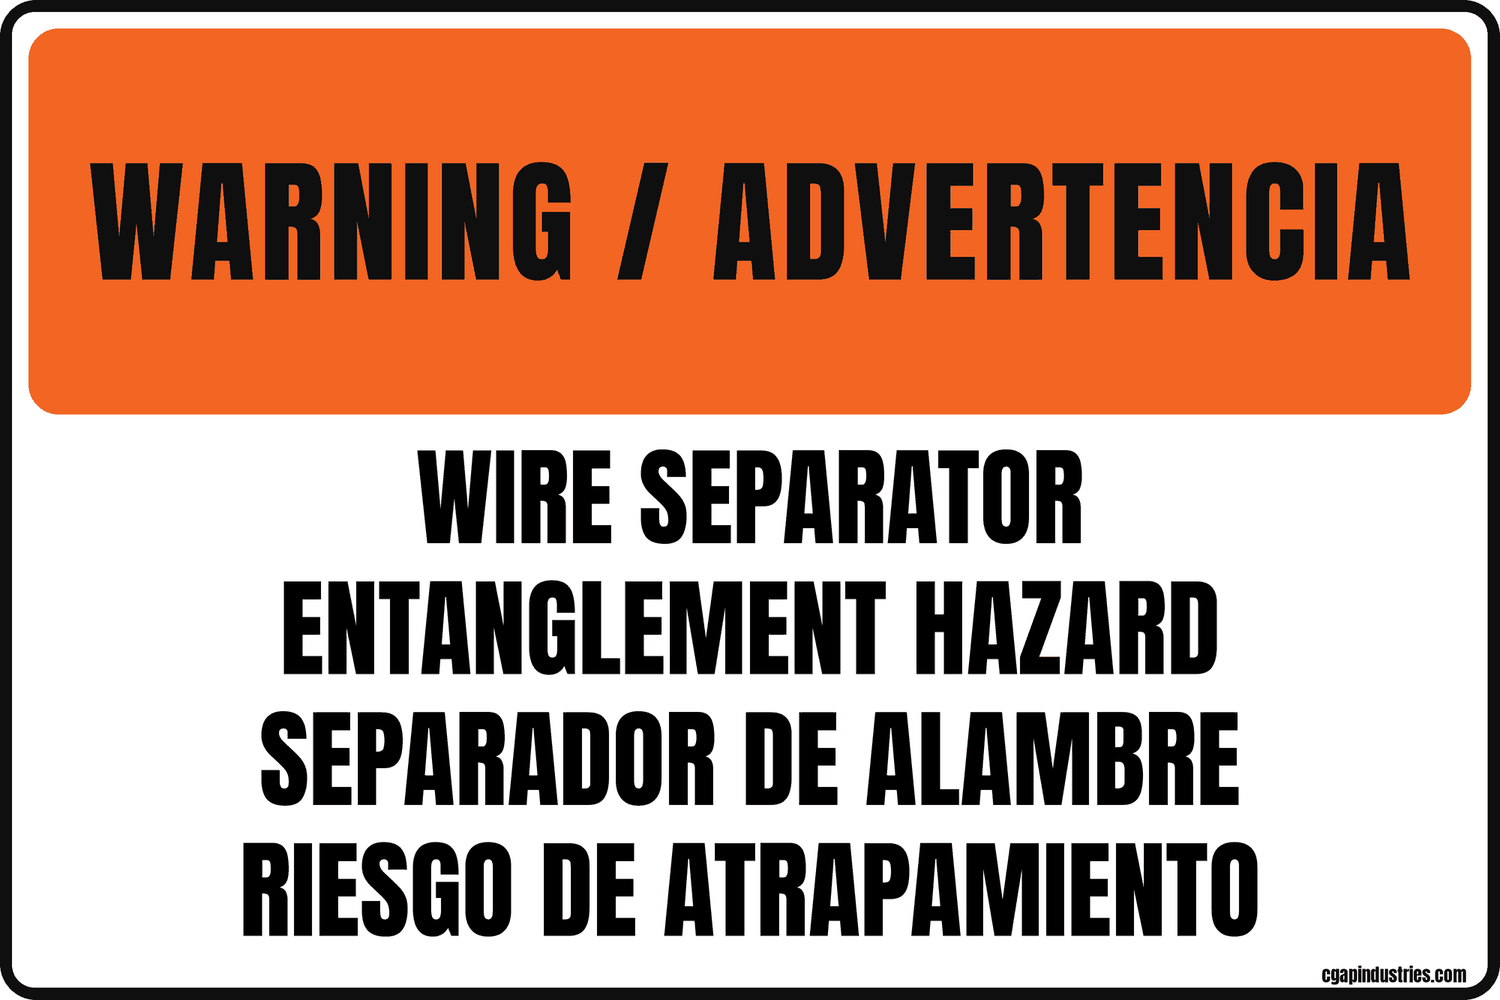 WARNING / ADVERTENCIA
WIRE SEPARATOR
ENTANGLEMENT HAZARD
SEPARADOR DE ALAMBRE
RIESGO DE ATRAPAMIENTO
cgapindustries.com